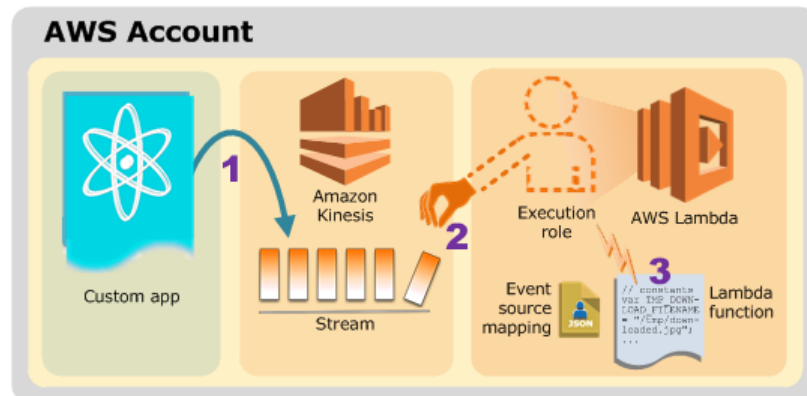 AWS Account
1
Amazon
Kinesis
2
Execution
role
AWS Lambda
3
Custom app
Stream
Event
source
mapping
JSON
// constants
var TMP_DOWN-
LOAD_FILENAME
= "/tmp/down-
loaded.jpg";
...
Lambda
function